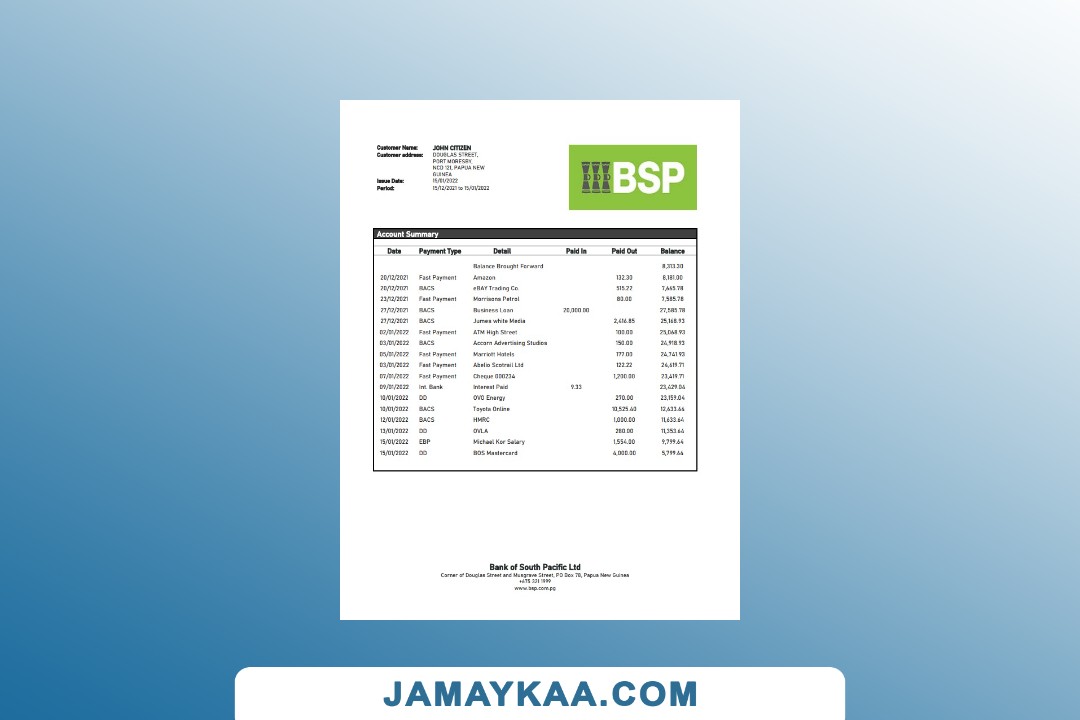 Customer Name: JOHN CITIZEN
Customer address: DOUGLAS STREET,
PORT MORESBY,
NCD 121, PAPUA NEW
GUINEA
Issue Date: 15/01/2022
Period: 15/12/2021 to 15/01/2022
BSP
Account Summary
Date Payment Type Detail Paid In Paid Out Balance
Balance Brought Forward 8,313.30
20/12/2021 Fast Payment Amazon 132.30 8,181.00
20/12/2021 BACS eBAY Trading Co. 515.22 7,665.78
23/12/2021 Fast Payment Morrisons Petrol 80.00 7,585.78
27/12/2021 BACS Business Loan 20,000.00 27,585.78
27/12/2021 BACS James white Media 2,416.85 25,168.93
02/01/2022 Fast Payment ATM High Street 100.00 25,068.93
03/01/2022 BACS Accorn Advertising Studios 150.00 24,918.93
05/01/2022 Fast Payment Marriott Hotels 177.00 24,741.93
03/01/2022 Fast Payment Abelio Scotrail Ltd 122.22 24,619.71
07/01/2022 Fast Payment Cheque 000234 1,200.00 23,419.71
09/01/2022 Int. Bank Interest Paid 9.33 23,429.04
10/01/2022 DD OVO Energy 270.00 23,159.04
10/01/2022 BACS Toyota Online 10,525.40 12,633.64
12/01/2022 BACS HMRC 1,000.00 11,633.64
13/01/2022 DD OVLA 280.00 11,353.64
15/01/2022 EBP Michael Kor Salary 1,554.00 9,799.64
15/01/2022 DD BOS Mastercard 4,000.00 5,799.64
Bank of South Pacific Ltd
Corner of Douglas Street and Musgrave Street, PO Box 78, Papua New Guinea
+675 321 1999
www.bsp.com.pg
JAMAYKAA.COM